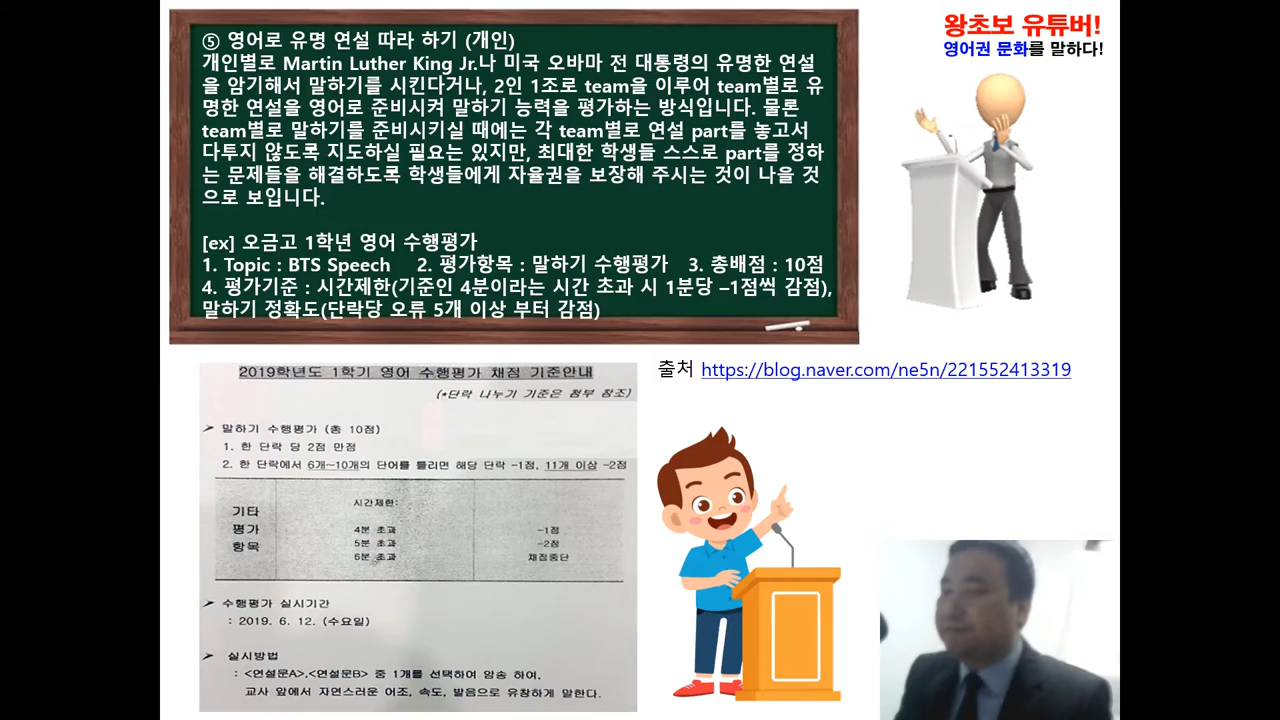 ⑤ 영어로 유명 연설 따라 하기 (개인)
개인별로 Martin Luther King Jr.나 미국 오바마 전 대통령의 유명한 연설
을 암기해서 말하기를 시킨다거나, 2인 1조로 team을 이루어 team별로 유
명한 연설을 영어로 준비시켜 말하기 능력을 평가하는 방식입니다. 물론
team별로 말하기를 준비시키실 때에는 각 team별로 연설 part를 놓고서
다투지 않도록 지도하실 필요는 있지만, 최대한 학생들 스스로 part를 정하
는 문제들을 해결하도록 학생들에게 자율권을 보장해 주시는 것이 나을 것
으로 보입니다.
[ex] 오금고 1학년 영어 수행평가
1. Topic : BTS Speech 2. 평가항목 : 말하기 수행평가 3. 총배점 : 10점
4. 평가기준 : 시간제한(기준인 4분이라는 시간 초과 시 1분당 –1점씩 감점),
말하기 정확도(단락당 오류 5개 이상 부터 감점)
왕초보 유튜버!
영어권 문화를 말하다!
출처 https://blog.naver.com/ne5n/221552413319
2019학년도 1학기 영어 수행평가 채점 기준안내
(*단락 나누기 기준은 첨부 참조)
➢ 말하기 수행평가 (총 10점)
1. 한 단락 당 2점 만점
2. 한 단락에서 6개~10개의 단어를 틀리면 해당 단락 -1점, 11개 이상 -2점
기타
평가
항목
시간제한:
4분 초과 -1점
5분 초과 -2점
6분 초과 채점중단
➢ 수행평가 실시기간
: 2019. 6. 12. (수요일)
➢ 실시방법
: <연설문A>,<연설문B> 중 1개를 선택하여 암송 하여,
교사 앞에서 자연스러운 어조, 속도, 발음으로 유창하게 말한다.